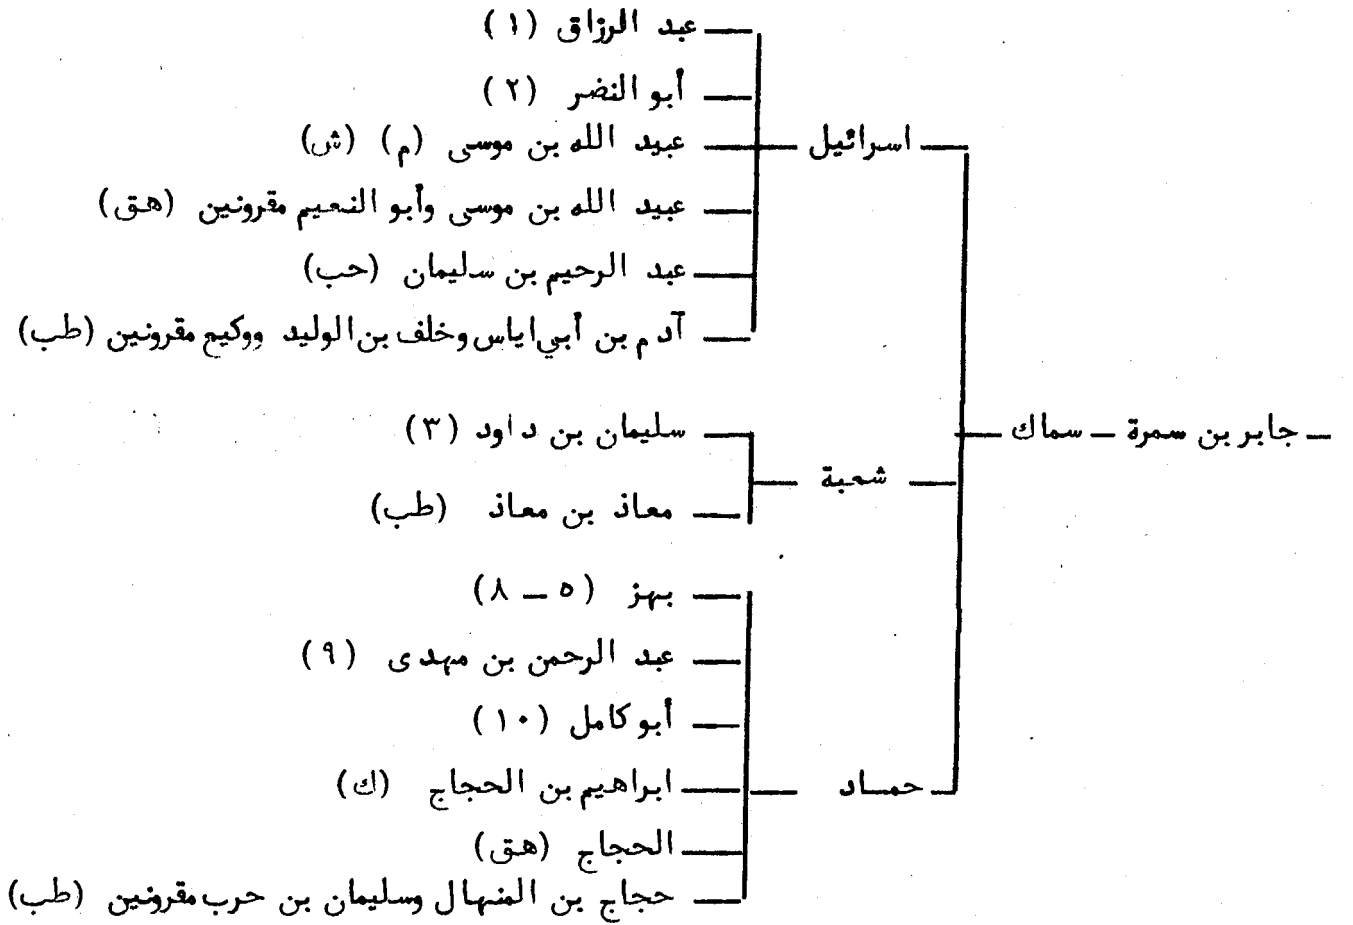 عبد الرزاق (١)
أبو النضر (٢)
اسرائيل
عبيد الله بن موسى (م) (ش)
عبيد الله بن موسى وأبو النعيم مقرونين (هق)
عبد الرحيم بن سليمان (حب)
آدم بن أبي اياس وخلف بن الوليد ووكيع مقرونين (طب)
جابر بن سمرة — سماك
سليمان بن داود (٣)
شعبة
معاذ بن معاذ (طب)
بهز (٥ – ٨)
عبد الرحمن بن مهدى (٩)
أبو كامل (١٠)
حماد
ابراهيم بن الحجاج (ك)
الحجاج (هق)
حجاج بن المنهال وسليمان بن حرب مقرونين (طب)